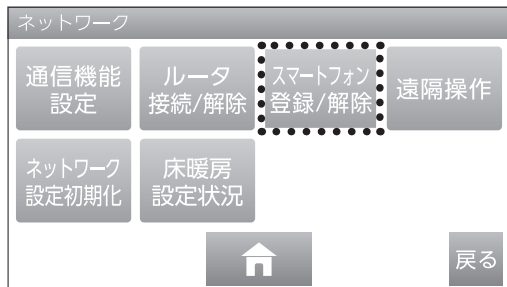 ネットワーク
通信機能
設定
ルータ
接続/解除
スマートフォン
登録/解除
遠隔操作
ネットワーク
設定初期化
床暖房
設定状況
戻る